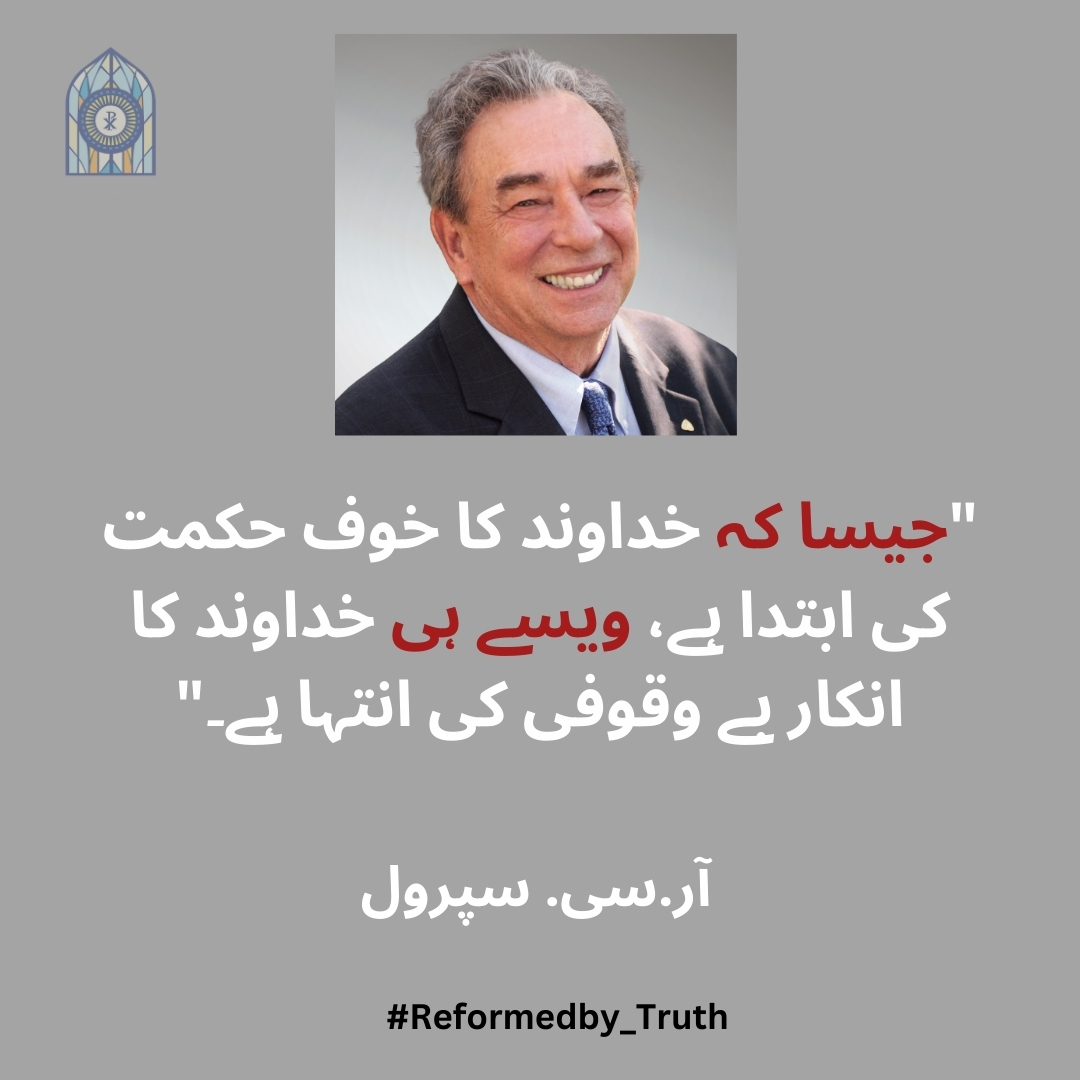 "جیسا کہ خداوند کا خوف حکمت
کی ابتدا ہے، ویسے ہی خداوند کا
انکار بے وقوفی کی انتہا ہے۔"
آر.سی. سپرول
#Reformedby_Truth